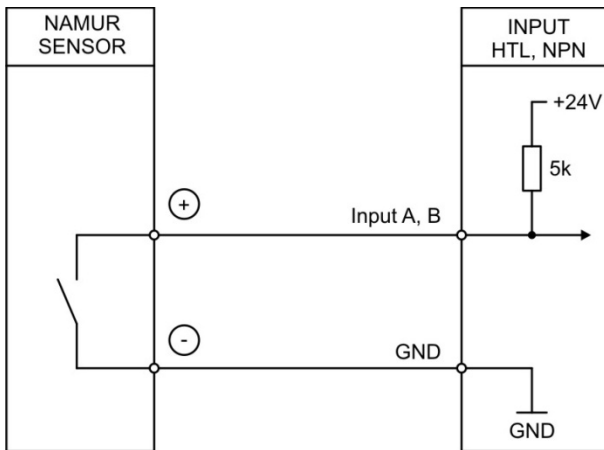 NAMUR
SENSOR
INPUT
HTL, NPN
+24V
5k
+
Input A, B
-
GND
GND